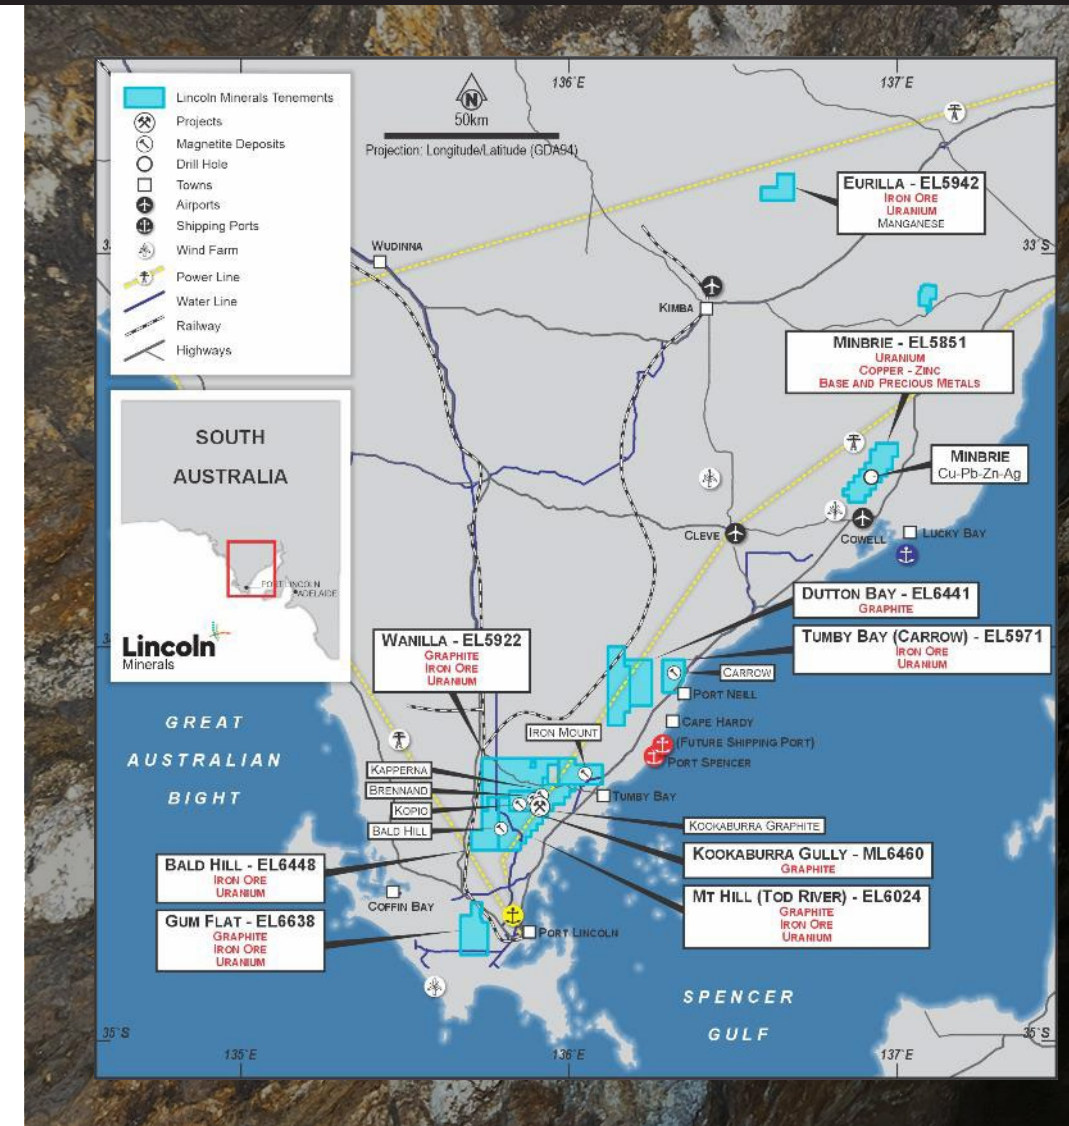 Lincoln Minerals Tenements
Projects
Magnetite Deposits
Drill Hole
Towns
Airports
Shipping Ports
Wind Farm
Power Line
Water Line
Railway
Highways
N
50km
Projection: Longitude/Latitude (GDA94)
136°E
137°E
EURILLA - EL5942
IRON ORE
URANIUM
MANGANESE
33°S
WUDINNA
KIMBA
MINBRIE - EL5851
URANIUM
COPPER - ZINC
BASE AND PRECIOUS METALS
SOUTH
AUSTRALIA
PORT LINCOLN
ADELAIDE
Lincoln
Minerals
MINBRIE
Cu-Pb-Zn-Ag
CLEVE
COWELL
LUCKY BAY
DUTTON BAY - EL6441
GRAPHITE
TUMBY BAY (CARROW) - EL5971
IRON ORE
URANIUM
WANILLA - EL5922
GRAPHITE
IRON ORE
URANIUM
CARROW
PORT NEILL
CAPE HARDY
(FUTURE SHIPPING PORT)
PORT SPENCER
GREAT
AUSTRALIAN
BIGHT
IRON MOUNT
KAPPERNA
BRENNAND
KOPIO
BALD HILL
TUMBY BAY
KOOKABURRA GRAPHITE
KOOKABURRA GULLY - ML6460
GRAPHITE
BALD HILL - EL6448
IRON ORE
URANIUM
MT HILL (TOD RIVER) - EL6024
GRAPHITE
IRON ORE
URANIUM
COFFIN BAY
GUM FLAT - EL6638
GRAPHITE
IRON ORE
URANIUM
PORT LINCOLN
SPENCER
GULF
35°S
35°S
135°E
136°E
137°E